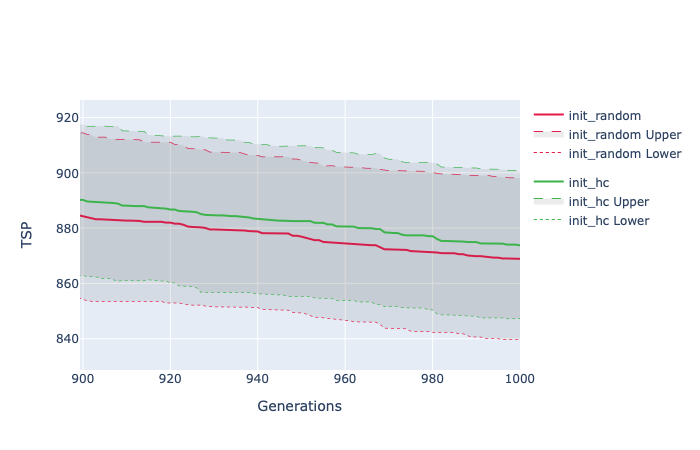 920
900
880
860
840
TSP
900
920
940
960
980
1000
Generations
init_random
init_random Upper
init_random Lower
init_hc
init_hc Upper
init_hc Lower